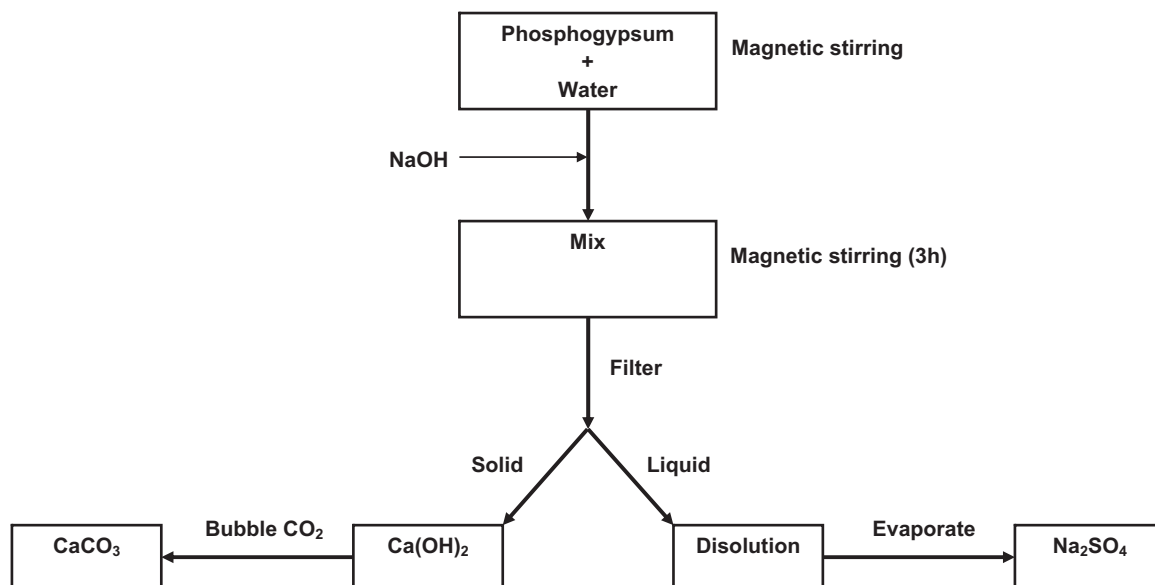 Phosphogypsum
+
Water
Magnetic stirring
NaOH
Mix
Magnetic stirring (3h)
Filter
Solid
Liquid
CaCO₃
Bubble CO₂
Ca(OH)₂
Disolution
Evaporate
Na₂SO₄